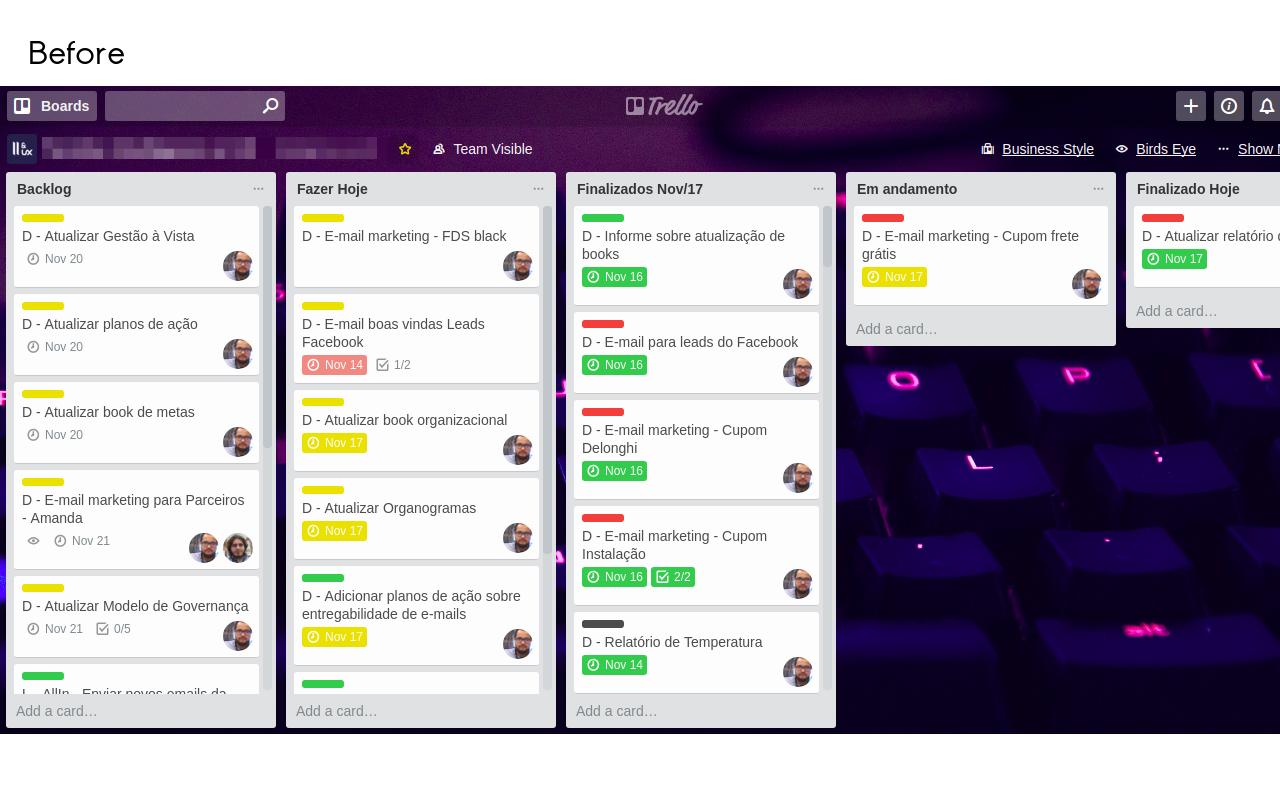 Before
Boards
Trello
Team Visible
Business Style
Birds Eye
Show
Backlog
D - Atualizar Gestão à Vista
Nov 20
D - Atualizar planos de ação
Nov 20
D - Atualizar book de metas
Nov 20
D - E-mail marketing para Parceiros
- Amanda
Nov 21
D - Atualizar Modelo de Governança
Nov 21 0/5
Add a card…
Fazer Hoje
D - E-mail marketing - FDS black
D - E-mail boas vindas Leads
Facebook
Nov 14 1/2
D - Atualizar book organizacional
Nov 17
D - Atualizar Organogramas
Nov 17
D - Adicionar planos de ação sobre
entregabilidade de e-mails
Nov 17
Add a card…
Finalizados Nov/17
D - Informe sobre atualização de
books
Nov 16
D - E-mail para leads do Facebook
Nov 16
D - E-mail marketing - Cupom
Delonghi
Nov 16
D - E-mail marketing - Cupom
Instalação
Nov 16 2/2
D - Relatório de Temperatura
Nov 14
Add a card…
Em andamento
D - E-mail marketing - Cupom frete
grátis
Nov 17
Add a card…
Finalizado Hoje
D - Atualizar relatório
Nov 17
Add a card…
O
P
L
alt